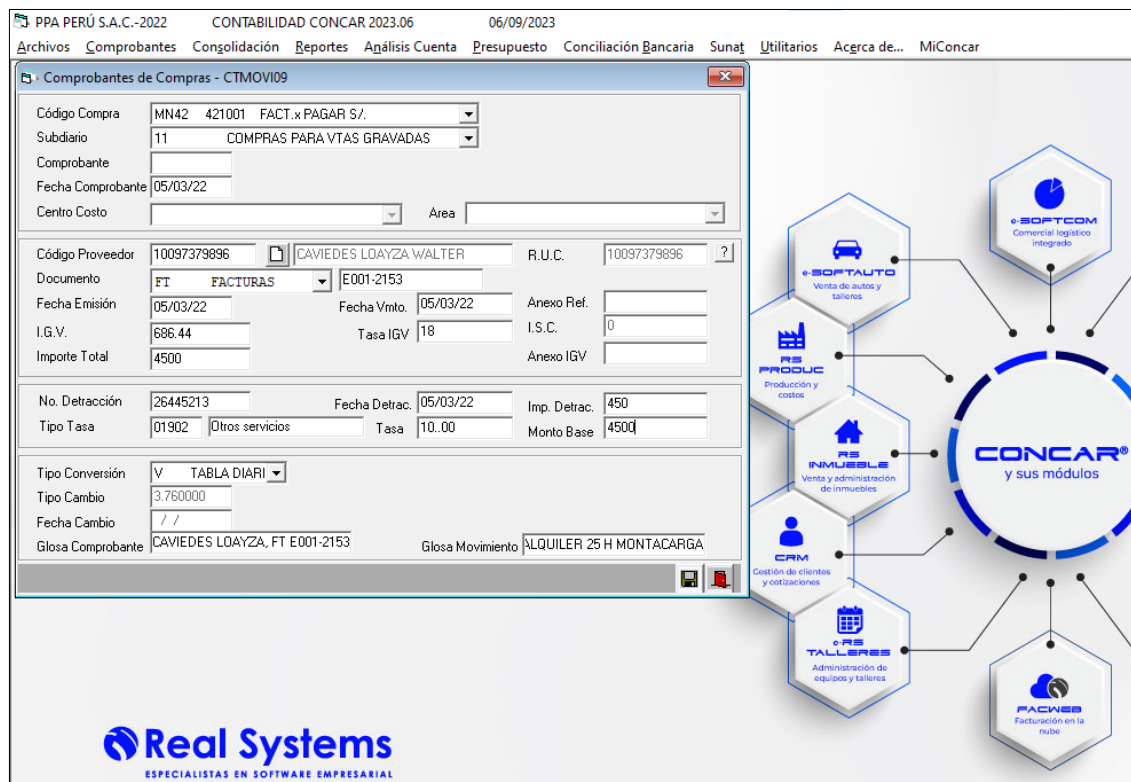 PPA PERÚ S.A.C.-2022 CONTABILIDAD CONCAR 2023.06 06/09/2023
Archivos Comprobantes Consolidación Reportes Análisis Cuenta Presupuesto Conciliación Bancaria Sunat Utilitarios Acerca de... MiConcar
Comprobantes de Compras - CTMOVI09
Código Compra MN42 421001 FACT.x PAGAR S/.
Subdiario 11 COMPRAS PARA VTAS GRAVADAS
Comprobante
Fecha Comprobante 05/03/22
Centro Costo Area
Código Proveedor 10097379896 CAVIEDES LOAYZA WALTER R.U.C. 10097379896 ?
Documento FT FACTURAS E001-2153
Fecha Emisión 05/03/22 Fecha Vmto. 05/03/22 Anexo Ref.
I.G.V. 686.44 Tasa IGV 18 I.S.C. 0
Importe Total 4500 Anexo IGV
No. Detracción 26445213 Fecha Detrac. 05/03/22 Imp. Detrac. 450
Tipo Tasa 01902 Otros servicios Tasa 10..00 Monto Base 4500
Tipo Conversión V TABLA DIARI
Tipo Cambio 3.760000
Fecha Cambio / /
Glosa Comprobante CAVIEDES LOAYZA, FT E001-2153 Glosa Movimiento ALQUILER 25 H MONTACARGA
e-SOFTCOM
Comercial logístico
integrado
e-SOFTAUTO
Venta de autos y
talleres
RS
PRODUC
Producción y
costos
RS
INMUEBLE
Venta y administración
de inmuebles
CRM
Gestión de clientes
y cotizaciones
e-RS
TALLERES
Administración de
equipos y talleres
CONCAR®
y sus módulos
FACWEB
Facturación en la
nube
Real Systems
ESPECIALISTAS EN SOFTWARE EMPRESARIAL